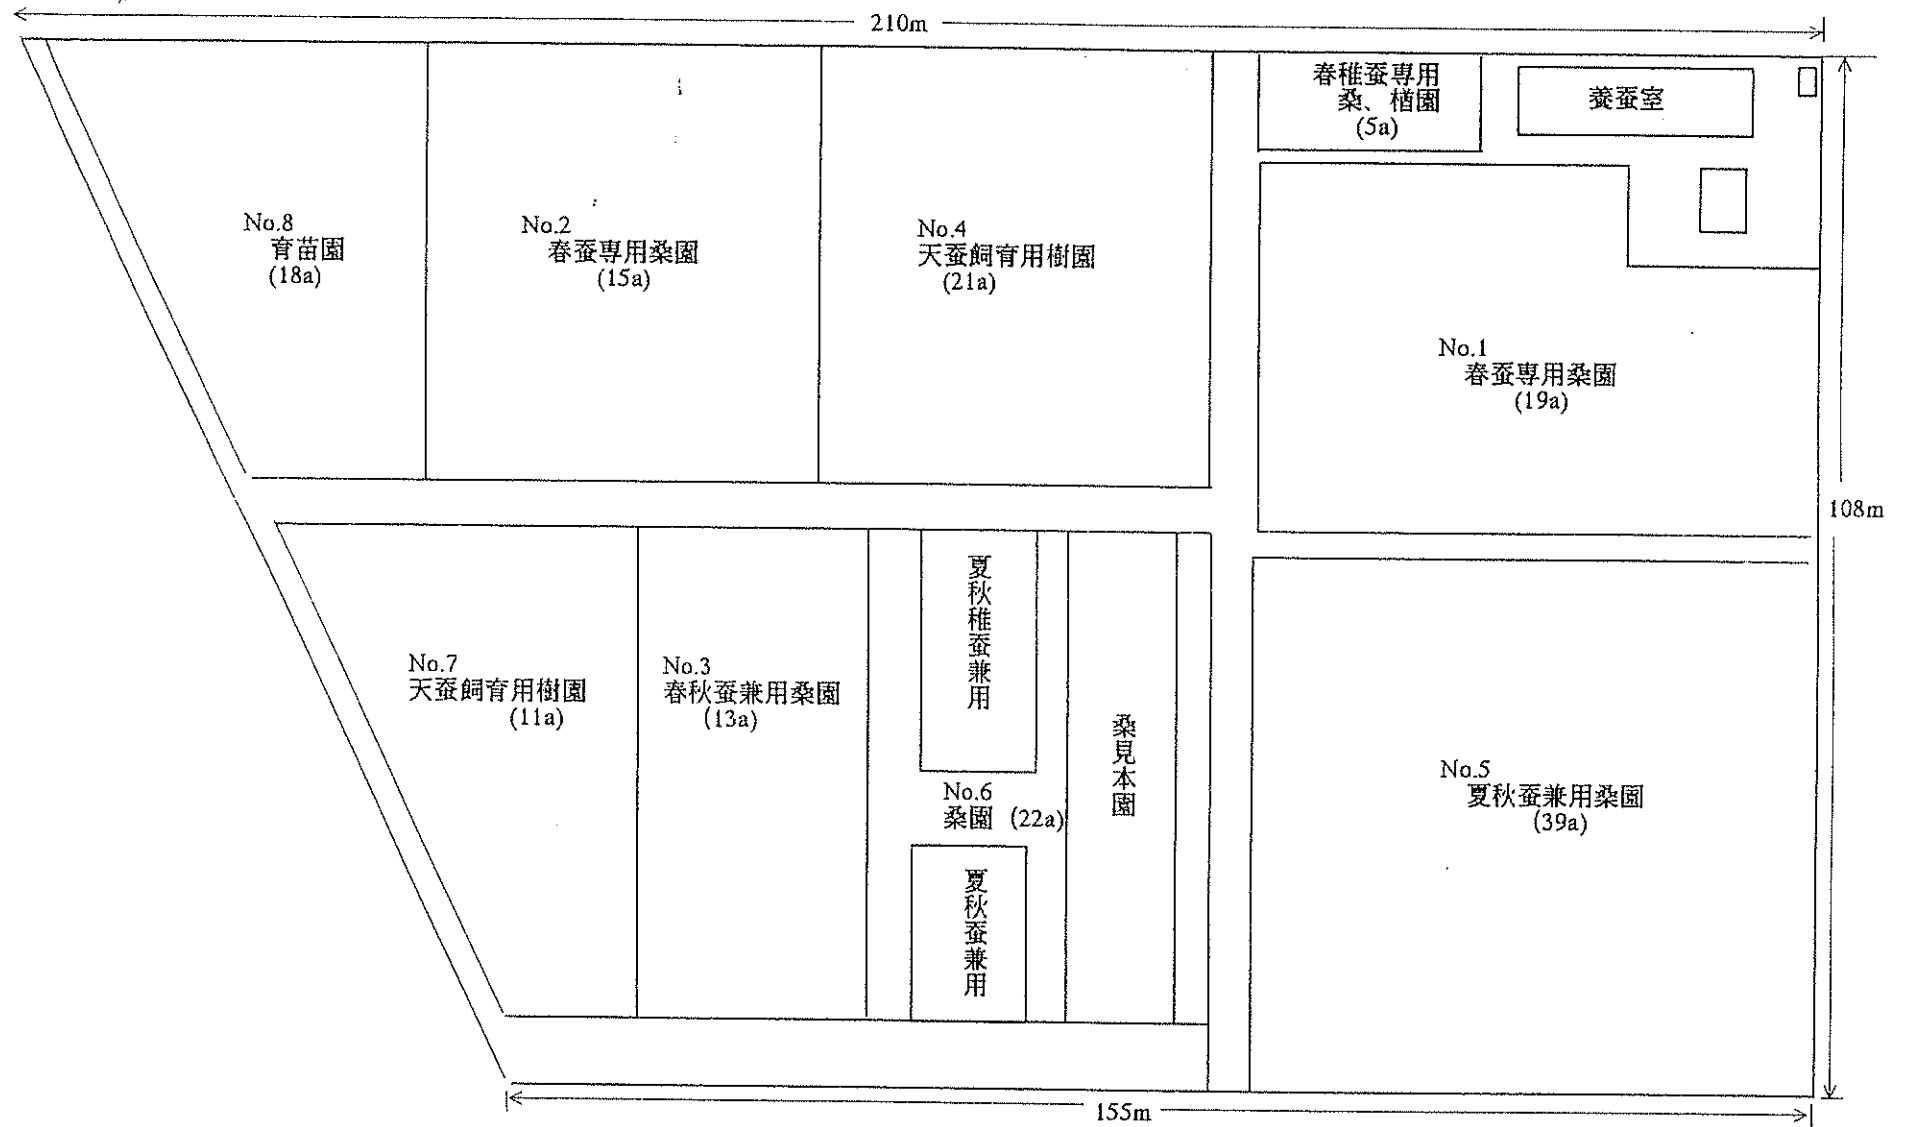 210m
春稚蚕専用
桑、楢園
(5a)
養蚕室
No.8
育苗園
(18a)
No.2
春蚕専用桑園
(15a)
No.4
天蚕飼育用樹園
(21a)
No.1
春蚕専用桑園
(19a)
108m
No.7
天蚕飼育用樹園
(11a)
No.3
春秋蚕兼用桑園
(13a)
夏秋稚蚕兼用
No.6
桑園 (22a)
夏秋蚕兼用
桑見本園
No.5
夏秋蚕兼用桑園
(39a)
155m